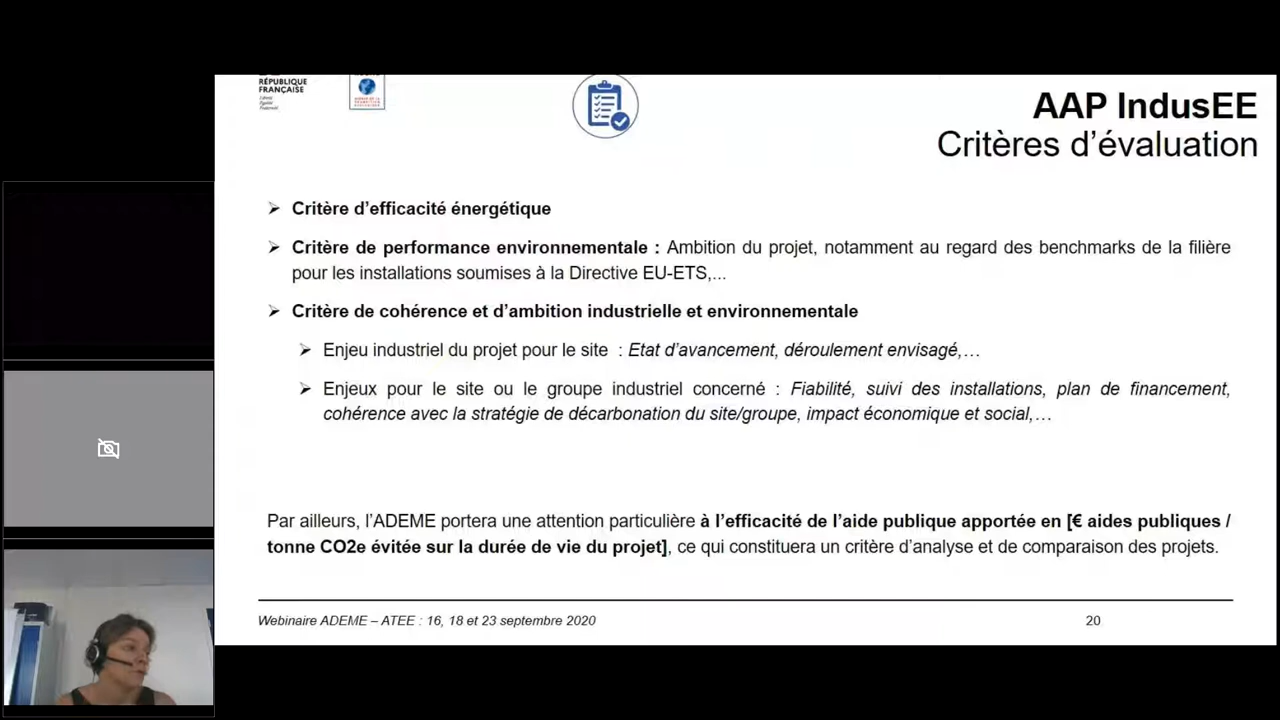 RÉPUBLIQUE
FRANÇAISE
Liberté
Égalité
Fraternité
AAP IndusEE
Critères d’évaluation
➢ Critère d’efficacité énergétique
➢ Critère de performance environnementale : Ambition du projet, notamment au regard des benchmarks de la filière
pour les installations soumises à la Directive EU-ETS,...
➢ Critère de cohérence et d’ambition industrielle et environnementale
➢ Enjeu industriel du projet pour le site : Etat d’avancement, déroulement envisagé,…
➢ Enjeux pour le site ou le groupe industriel concerné : Fiabilité, suivi des installations, plan de financement,
cohérence avec la stratégie de décarbonation du site/groupe, impact économique et social,…
Par ailleurs, l’ADEME portera une attention particulière à l’efficacité de l’aide publique apportée en [€ aides publiques /
tonne CO2e évitée sur la durée de vie du projet], ce qui constituera un critère d’analyse et de comparaison des projets.
Webinaire ADEME – ATEE : 16, 18 et 23 septembre 2020
20